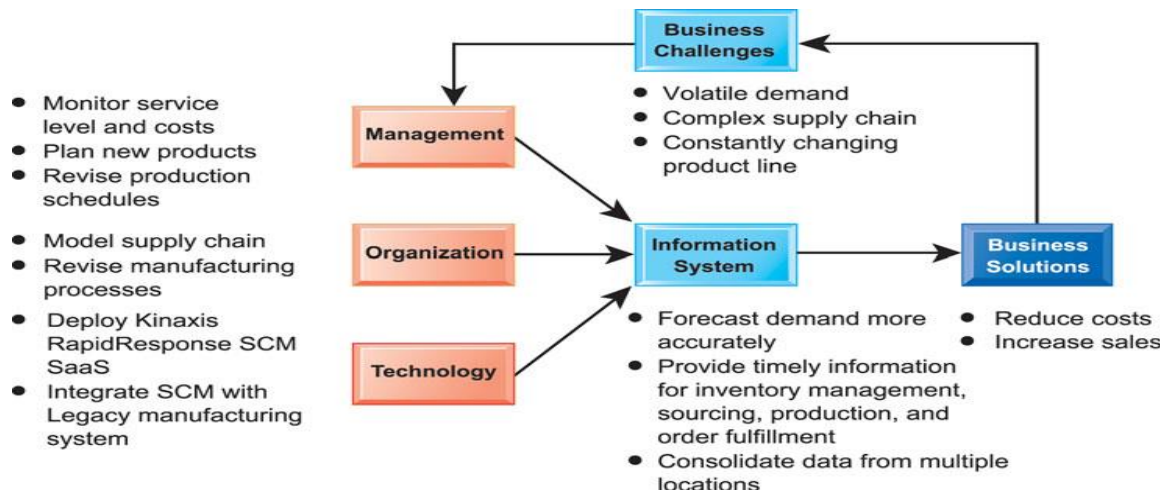 Business
Challenges
• Volatile demand
• Complex supply chain
• Constantly changing
product line
• Monitor service
level and costs
• Plan new products
• Revise production
schedules
Management
• Model supply chain
• Revise manufacturing
processes
Organization
• Deploy Kinaxis
RapidResponse SCM
SaaS
• Integrate SCM with
Legacy manufacturing
system
Technology
Information
System
• Forecast demand more
accurately
• Provide timely information
for inventory management,
sourcing, production, and
order fulfillment
• Consolidate data from multiple
locations
Business
Solutions
• Reduce costs
• Increase sales